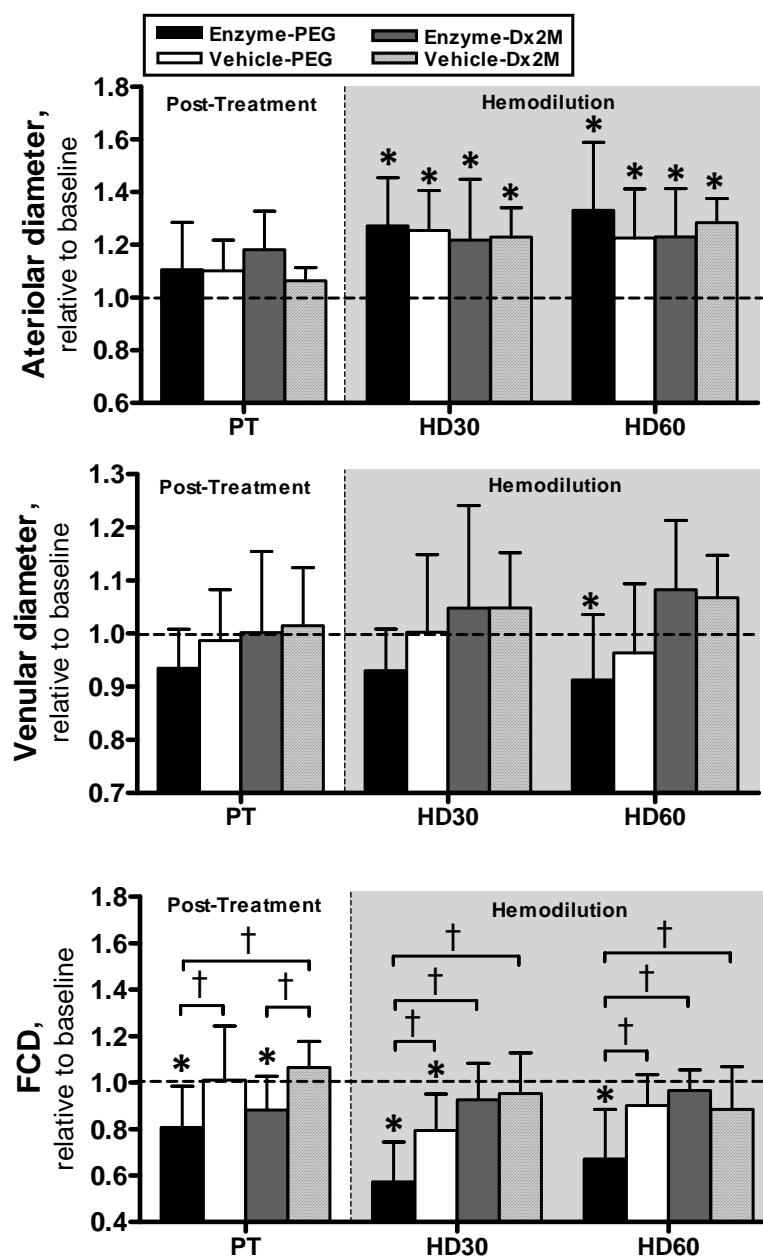 Enzyme-PEG Enzyme-Dx2M
Vehicle-PEG Vehicle-Dx2M
Ateriolar diameter,
relative to baseline
1.8
1.6
1.4
1.2
1.0
0.8
0.6
Post-Treatment Hemodilution
* * * * * * * *
PT HD30 HD60
Venular diameter,
relative to baseline
1.3
1.2
1.1
1.0
0.9
0.8
0.7
Post-Treatment Hemodilution
*
PT HD30 HD60
FCD,
relative to baseline
1.8
1.6
1.4
1.2
1.0
0.8
0.6
0.4
Post-Treatment Hemodilution
† † †
† † † †
† †
* * * * *
PT HD30 HD60